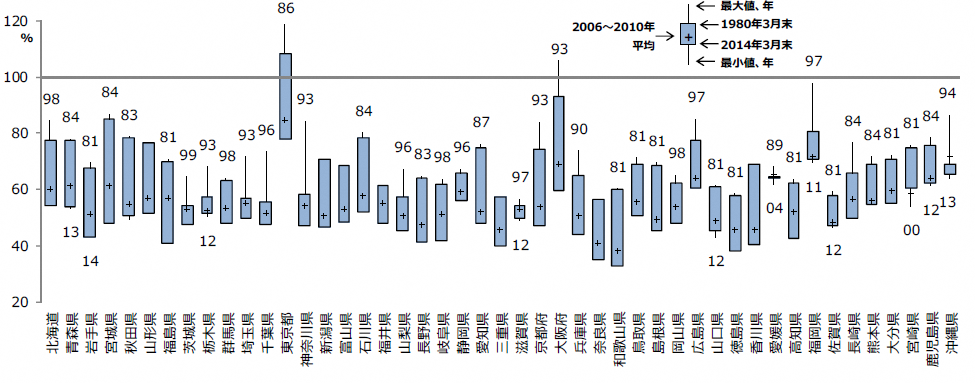 120
%
100
80
60
40
20
2006～2010年
平均
最大値、年
1980年3月末
2014年3月末
最小値、年
98 84 81 84 83 81 99 93 98 93 96 86 93 84 96 83 98 96 87 97 93 93 90 81 81 81 98 97 81 81 89 81 97 81 84 84 81 81 84 94
13 14 12 12 12 04 11 12 00 12 13
北海道
青森県
岩手県
宮城県
秋田県
山形県
福島県
茨城県
栃木県
群馬県
埼玉県
千葉県
東京都
神奈川県
新潟県
富山県
石川県
福井県
山梨県
長野県
岐阜県
静岡県
愛知県
三重県
滋賀県
京都府
大阪府
兵庫県
奈良県
和歌山県
鳥取県
島根県
岡山県
広島県
山口県
徳島県
香川県
愛媛県
高知県
福岡県
佐賀県
長崎県
熊本県
大分県
宮崎県
鹿児島県
沖縄県